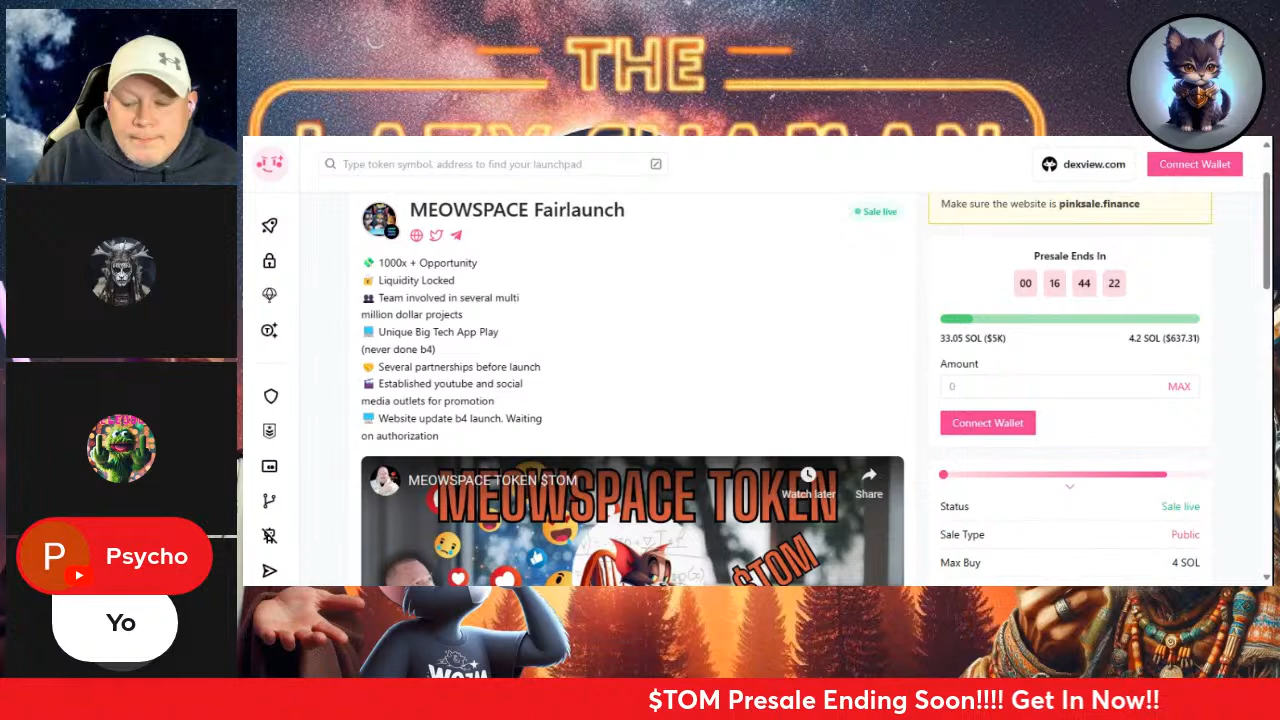 THE
LAZY SHAMAN
Type token symbol, address to find your launchpad
dexview.com
Connect Wallet
MEOWSPACE Fairlaunch
Sale live
1000x + Opportunity
Liquidity Locked
Team involved in several multi
million dollar projects
Unique Big Tech App Play
(never done b4)
Several partnerships before launch
Established youtube and social
media outlets for promotion
Website update b4 launch. Waiting
on authorization
MEOWSPACE TOKEN $TOM
Watch later
Share
MEOWSPACE TOKEN
$TOM
Make sure the website is pinksale.finance
Presale Ends In
00 16 44 22
33.05 SOL ($5K) 4.2 SOL ($637.31)
Amount
0 MAX
Connect Wallet
Status Sale live
Sale Type Public
Max Buy 4 SOL
P Psycho
Yo
$TOM Presale Ending Soon!!!! Get In Now!!